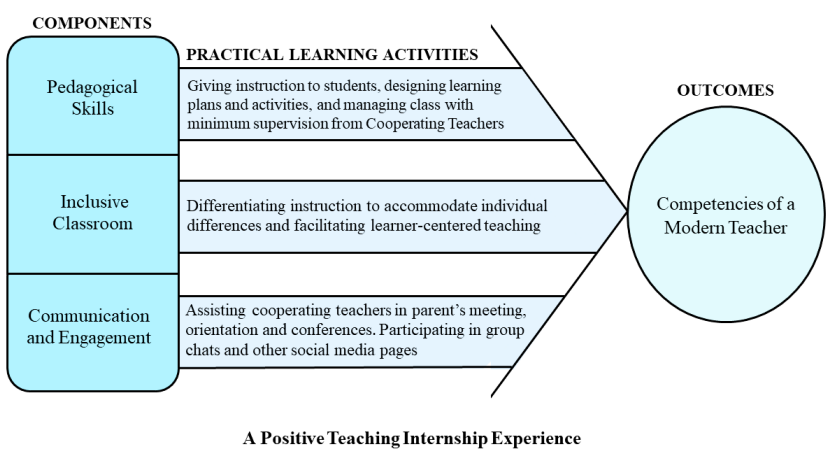 COMPONENTS
PRACTICAL LEARNING ACTIVITIES
OUTCOMES
Pedagogical
Skills
Giving instruction to students, designing learning
plans and activities, and managing class with
minimum supervision from Cooperating Teachers
Inclusive
Classroom
Differentiating instruction to accommodate individual
differences and facilitating learner-centered teaching
Communication
and Engagement
Assisting cooperating teachers in parent’s meeting,
orientation and conferences. Participating in group
chats and other social media pages
Competencies of a
Modern Teacher
A Positive Teaching Internship Experience